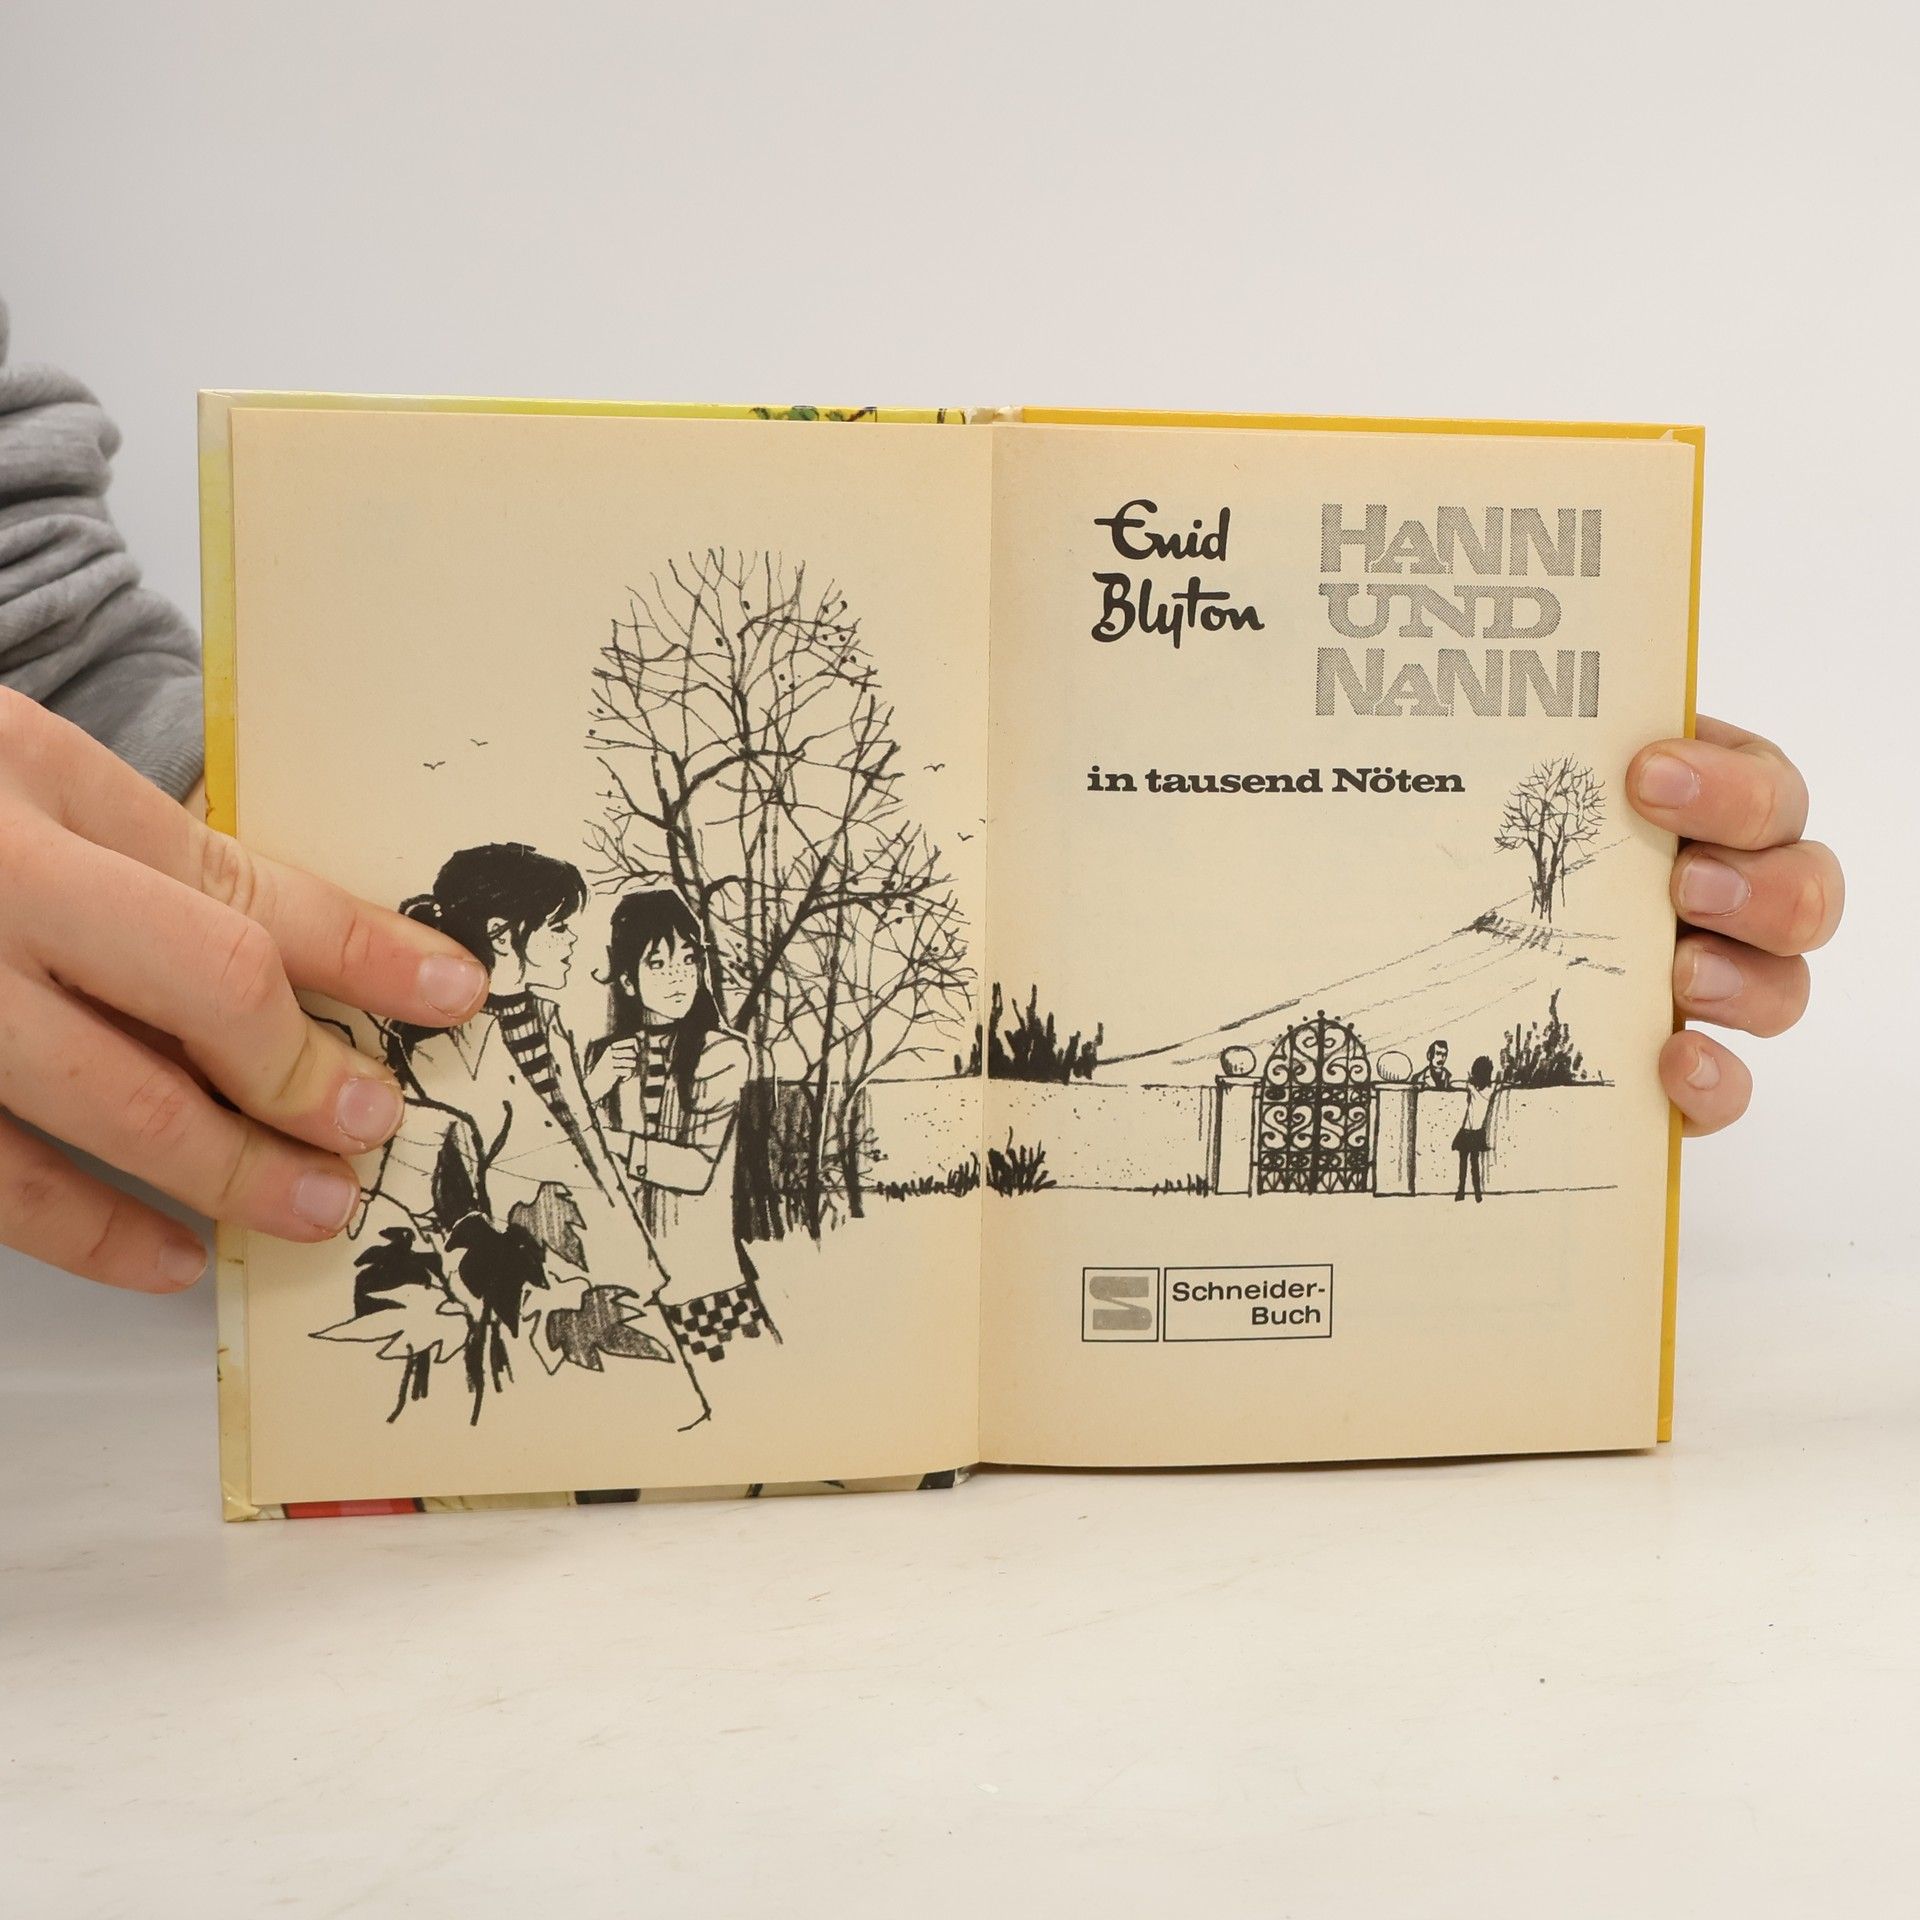 Enid
Blyton
HANNI
UND
NANNI
in tausend Nöten
Schneider-
Buch